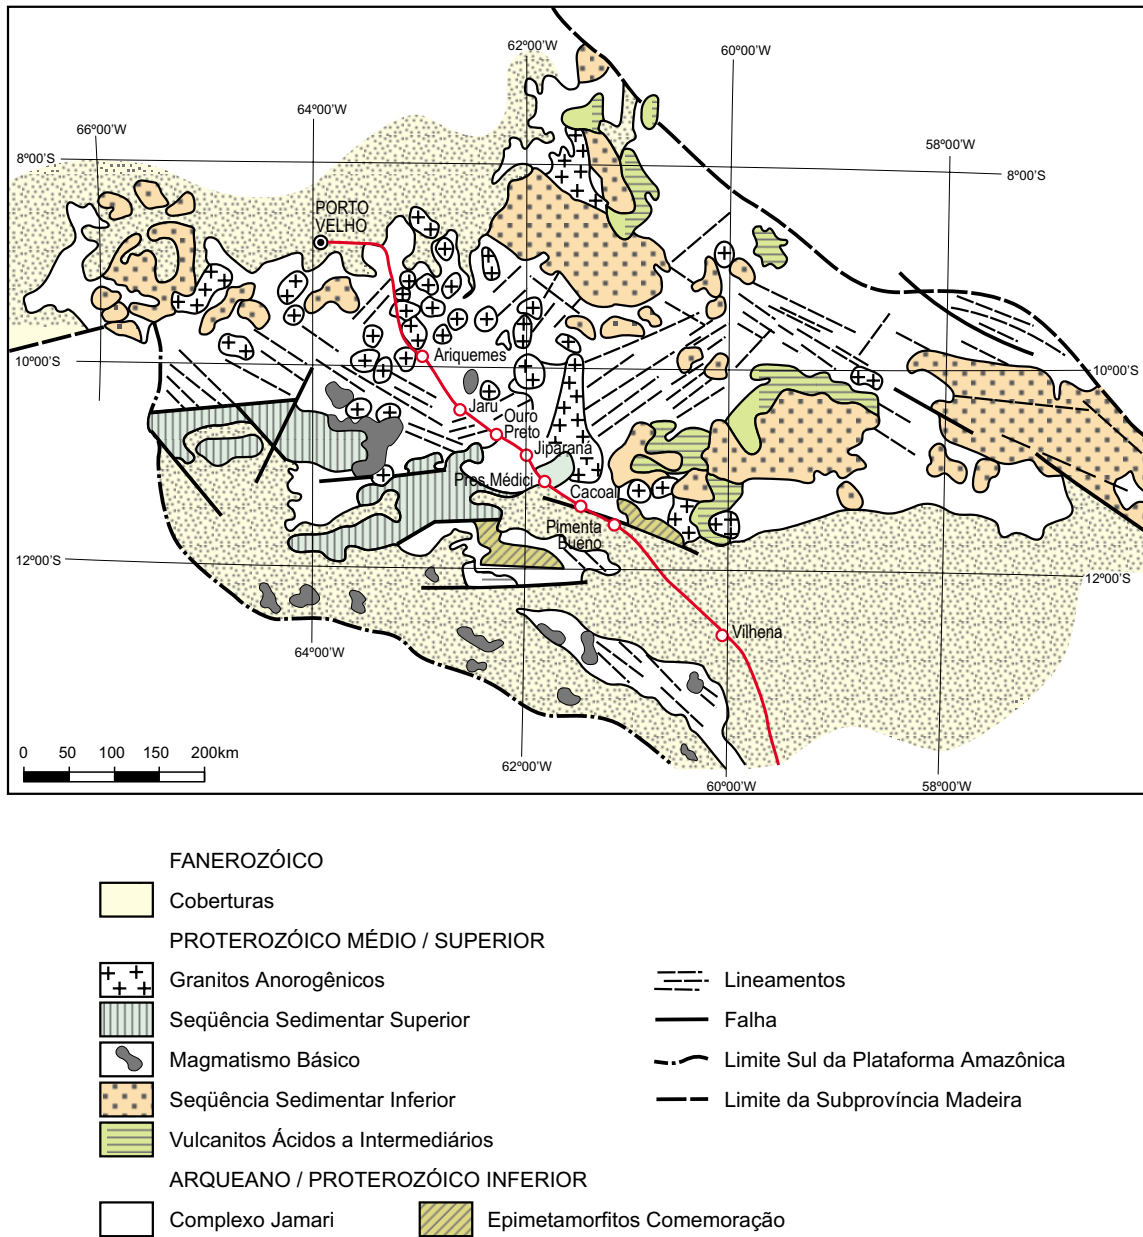 62º00'W
60º00'W
64º00'W
66º00'W
58º00'W
8º00'S
8º00'S
PORTO
VELHO
Ariquemes
10º00'S
10º00'S
Jaru
Ouro
Preto
Jiparaná
Pres.Médici
Cacoal
Pimenta
Bueno
12º00'S
12º00'S
Vilhena
64º00'W
62º00'W
60º00'W
58º00'W
0 50 100 150 200km
FANEROZÓICO
Coberturas
PROTEROZÓICO MÉDIO / SUPERIOR
Granitos Anorogênicos
Lineamentos
Seqüência Sedimentar Superior
Falha
Magmatismo Básico
Limite Sul da Plataforma Amazônica
Seqüência Sedimentar Inferior
Limite da Subprovíncia Madeira
Vulcanitos Ácidos a Intermediários
ARQUEANO / PROTEROZÓICO INFERIOR
Complexo Jamari
Epimetamorfitos Comemoração